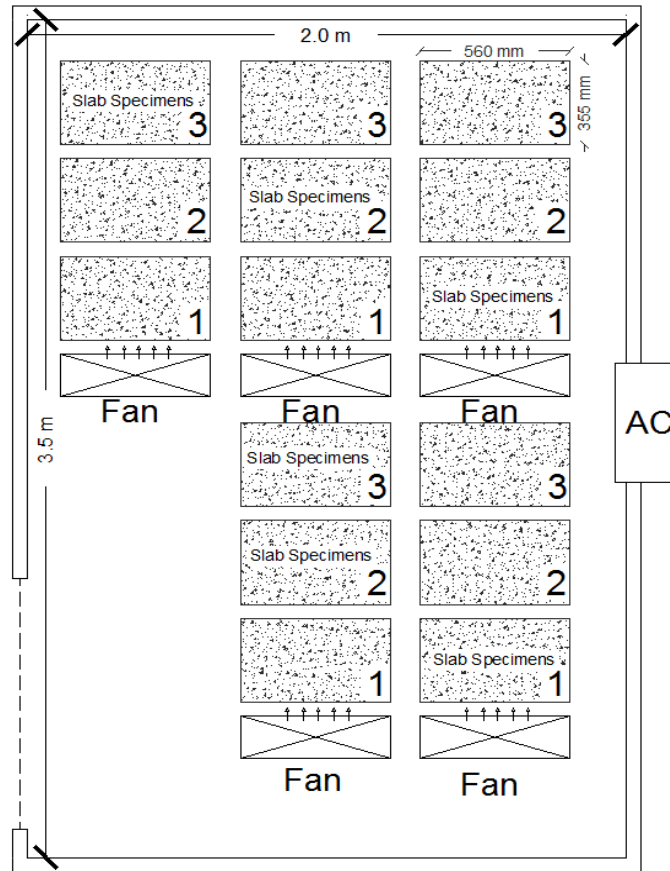 2.0 m
560 mm
355 mm
Slab Specimens
3
3
3
2
Slab Specimens
2
2
1
1
Slab Specimens
1
Fan
Fan
Fan
AC
3.5 m
Slab Specimens
3
3
Slab Specimens
2
2
1
Slab Specimens
1
Fan
Fan